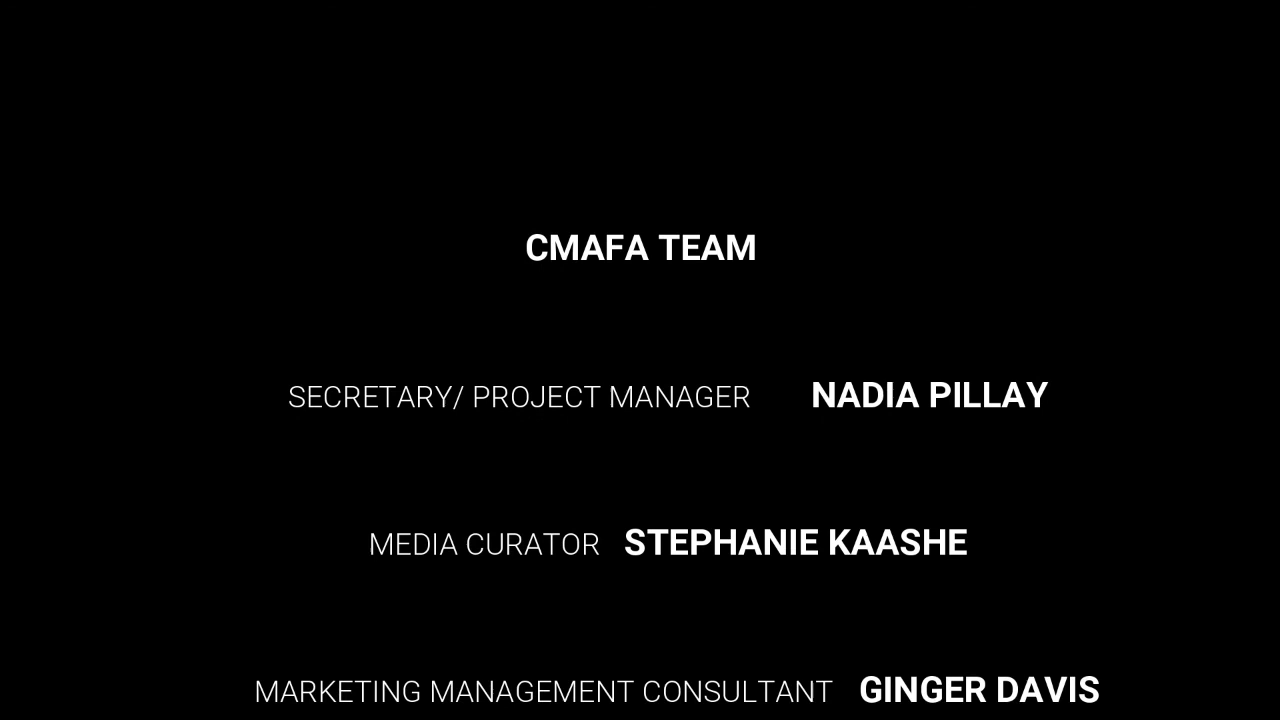 CMAFA TEAM
SECRETARY/ PROJECT MANAGER NADIA PILLAY
MEDIA CURATOR STEPHANIE KAASHE
MARKETING MANAGEMENT CONSULTANT GINGER DAVIS